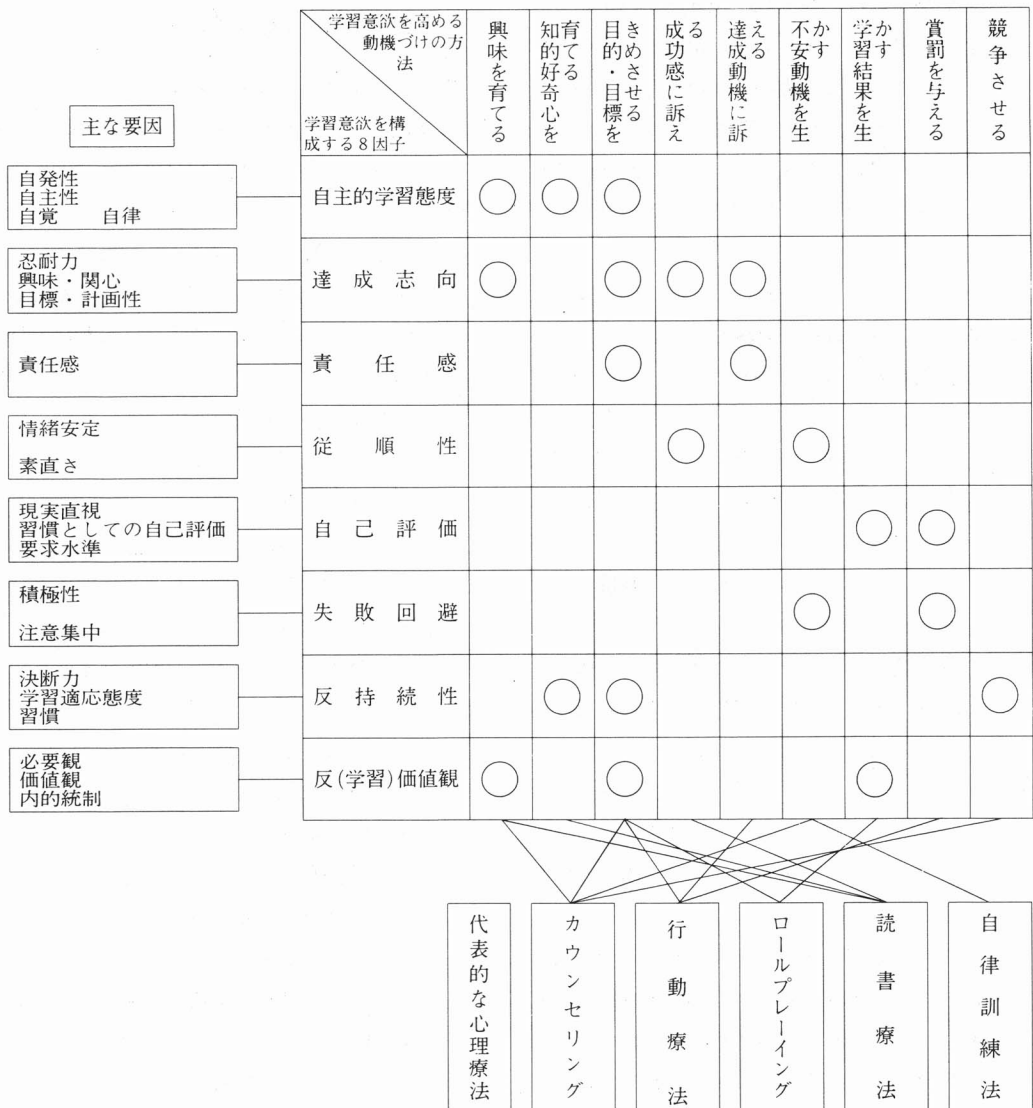 学習意欲を高める
動機づけの方
法
学習意欲を構
成する8因子
興味を育てる
知的好奇心を
育てる
目的・目標を
きめさせる
成功感に訴え
る
達成動機に訴
える
不安動機を生
かす
学習結果を生
かす
賞罰を与える
競争させる
主な要因
自発性
自主性
自覚 自律
自主的学習態度
○ ○ ○
忍耐力
興味・関心
目標・計画性
達成志向
○ ○ ○ ○
責任感
責任感
○ ○
情緒安定
素直さ
従順性
○ ○
現実直視
習慣としての自己評価
要求水準
自己評価
○ ○
積極性
注意集中
失敗回避
○ ○
決断力
学習適応態度
習慣
反持続性
○ ○ ○
必要観
価値観
内的統制
反(学習)価値観
○ ○ ○
代表的な心理療法
カウンセリング
行動療法
ロールプレーイング
読書療法
自律訓練法